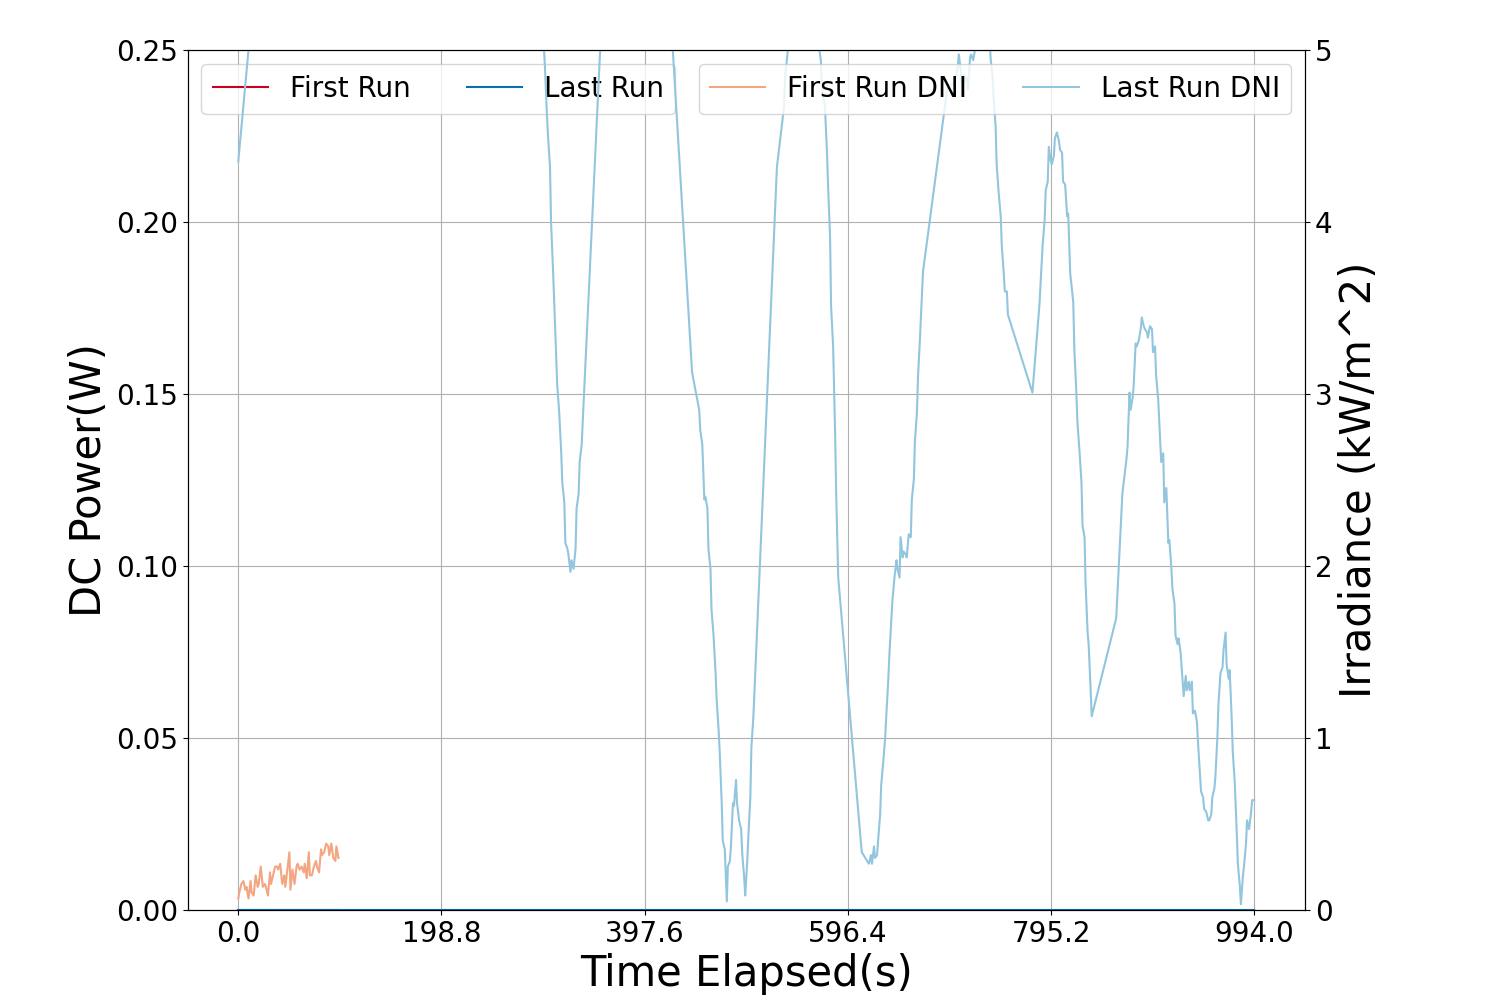 First Run
Last Run
First Run DNI
Last Run DNI
0.25
0.20
0.15
0.10
0.05
0.00
DC Power(W)
5
4
3
2
1
0
Irradiance (kW/m^2)
0.0
198.8
397.6
596.4
795.2
994.0
Time Elapsed(s)